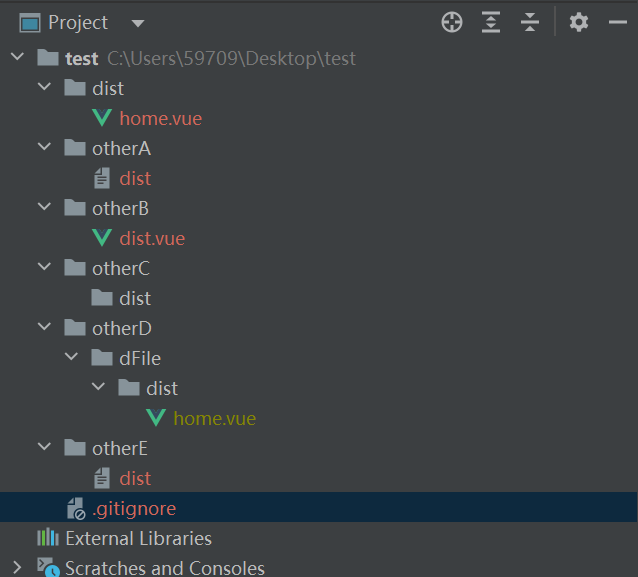 Project
test C:\Users\59709\Desktop\test
dist
home.vue
otherA
dist
otherB
dist.vue
otherC
dist
otherD
dFile
dist
home.vue
otherE
dist
.gitignore
External Libraries
Scratches and Consoles